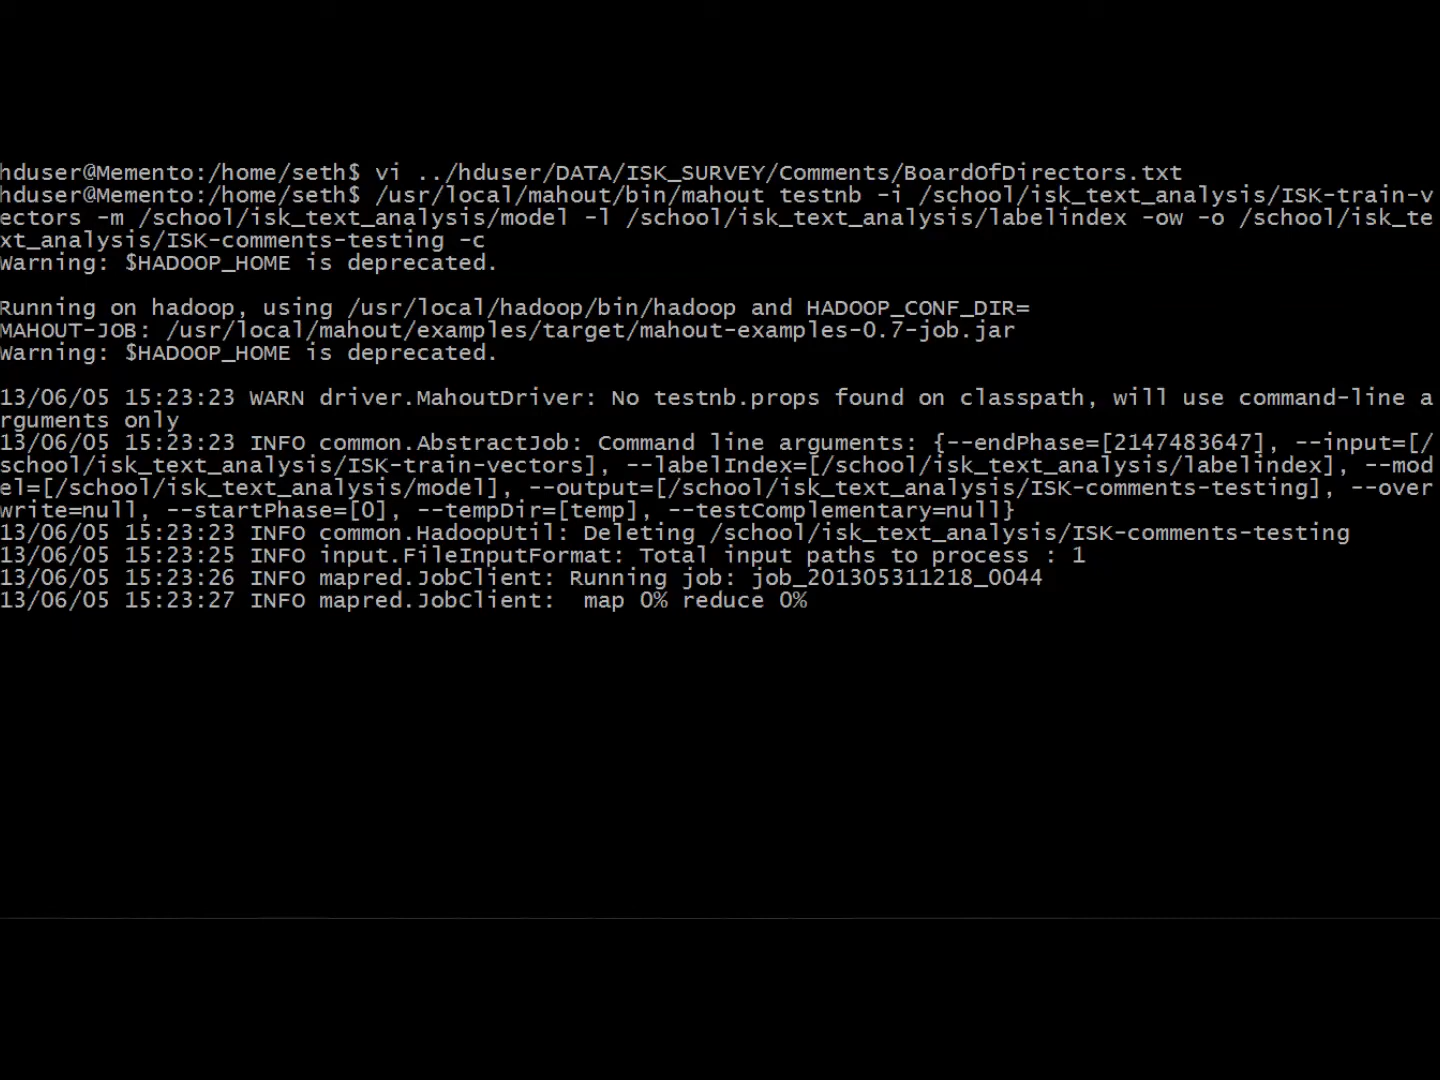 hduser@Memento:/home/seth$ vi ../hduser/DATA/ISK_SURVEY/Comments/BoardOfDirectors.txt
hduser@Memento:/home/seth$ /usr/local/mahout/bin/mahout testnb -i /school/isk_text_analysis/ISK-train-v
ectors -m /school/isk_text_analysis/model -l /school/isk_text_analysis/labelindex -ow -o /school/isk_te
xt_analysis/ISK-comments-testing -c
Warning: $HADOOP_HOME is deprecated.
Running on hadoop, using /usr/local/hadoop/bin/hadoop and HADOOP_CONF_DIR=
MAHOUT-JOB: /usr/local/mahout/examples/target/mahout-examples-0.7-job.jar
Warning: $HADOOP_HOME is deprecated.
13/06/05 15:23:23 WARN driver.MahoutDriver: No testnb.props found on classpath, will use command-line a
rguments only
13/06/05 15:23:23 INFO common.AbstractJob: Command line arguments: {--endPhase=[2147483647], --input=[/
school/isk_text_analysis/ISK-train-vectors], --labelIndex=[/school/isk_text_analysis/labelindex], --mod
el=[/school/isk_text_analysis/model], --output=[/school/isk_text_analysis/ISK-comments-testing], --over
write=null, --startPhase=[0], --tempDir=[temp], --testComplementary=null}
13/06/05 15:23:23 INFO common.HadoopUtil: Deleting /school/isk_text_analysis/ISK-comments-testing
13/06/05 15:23:25 INFO input.FileInputFormat: Total input paths to process : 1
13/06/05 15:23:26 INFO mapred.JobClient: Running job: job_201305311218_0044
13/06/05 15:23:27 INFO mapred.JobClient:  map 0% reduce 0%